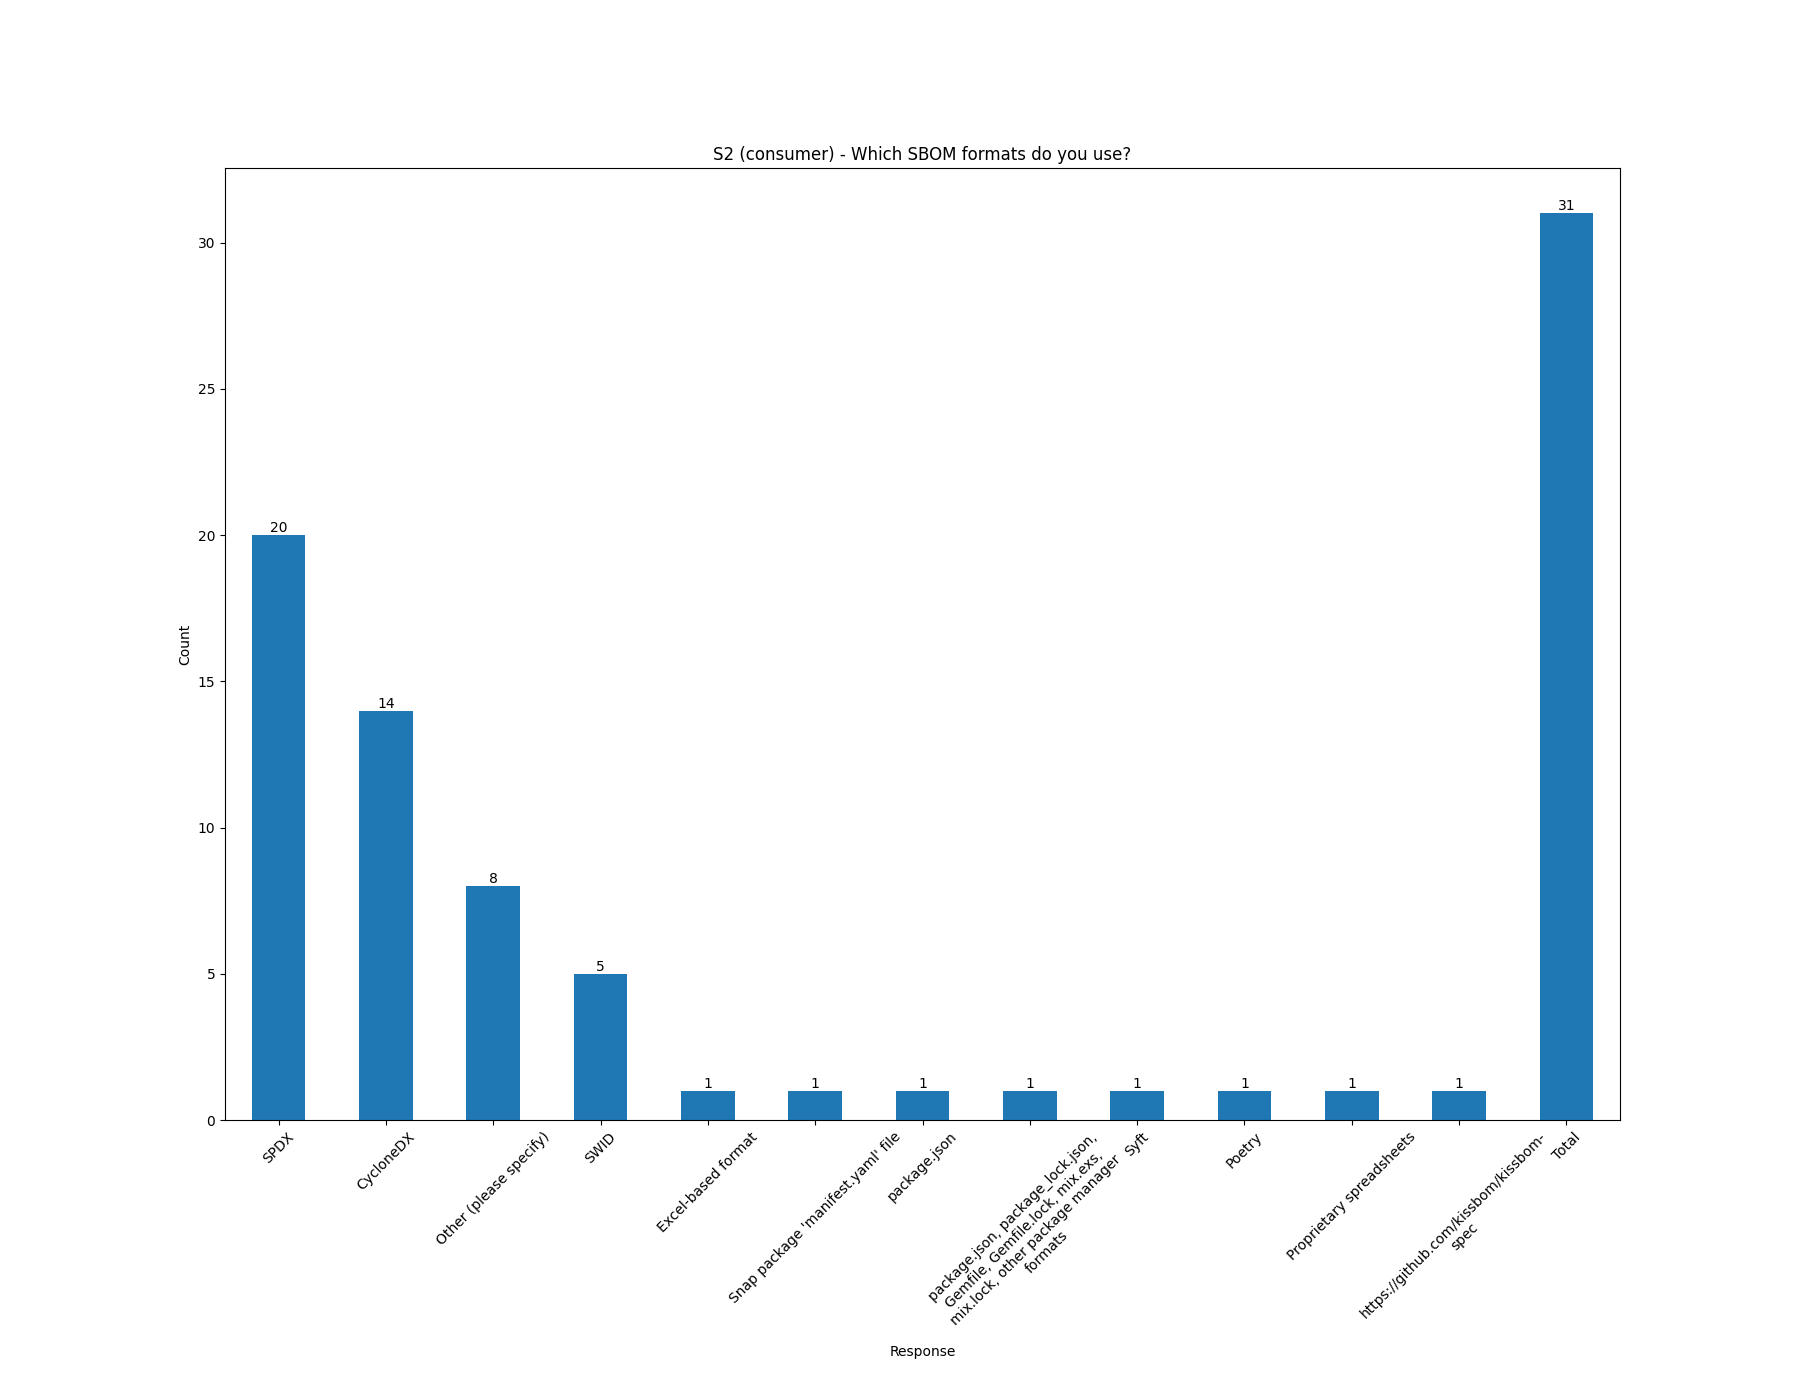 S2 (consumer) - Which SBOM formats do you use?
Count
30
25
20
15
10
5
0
20
14
8
5
1
1
1
1
1
1
1
1
31
SPDX
CycloneDX
Other (please specify)
SWID
Excel-based format
Snap package 'manifest.yaml' file
package.json
package.json, package_lock.json,
Gemfile, Gemfile.lock, mix.exs,
mix.lock, other package manager
formats
Syft
Poetry
Proprietary spreadsheets
https://github.com/kissbom/kissbom-
spec
Total
Response